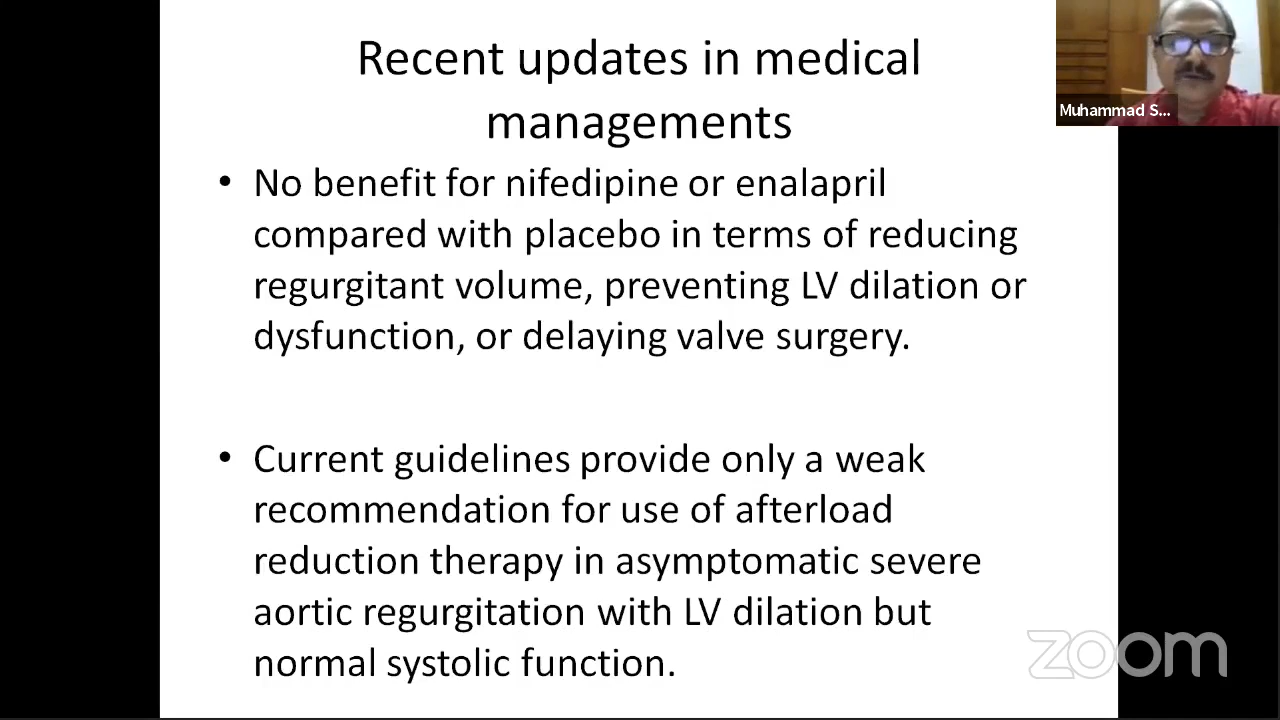 Recent updates in medical
managements
Muhammad S...
• No benefit for nifedipine or enalapril
compared with placebo in terms of reducing
regurgitant volume, preventing LV dilation or
dysfunction, or delaying valve surgery.
• Current guidelines provide only a weak
recommendation for use of afterload
reduction therapy in asymptomatic severe
aortic regurgitation with LV dilation but
normal systolic function.
zoom